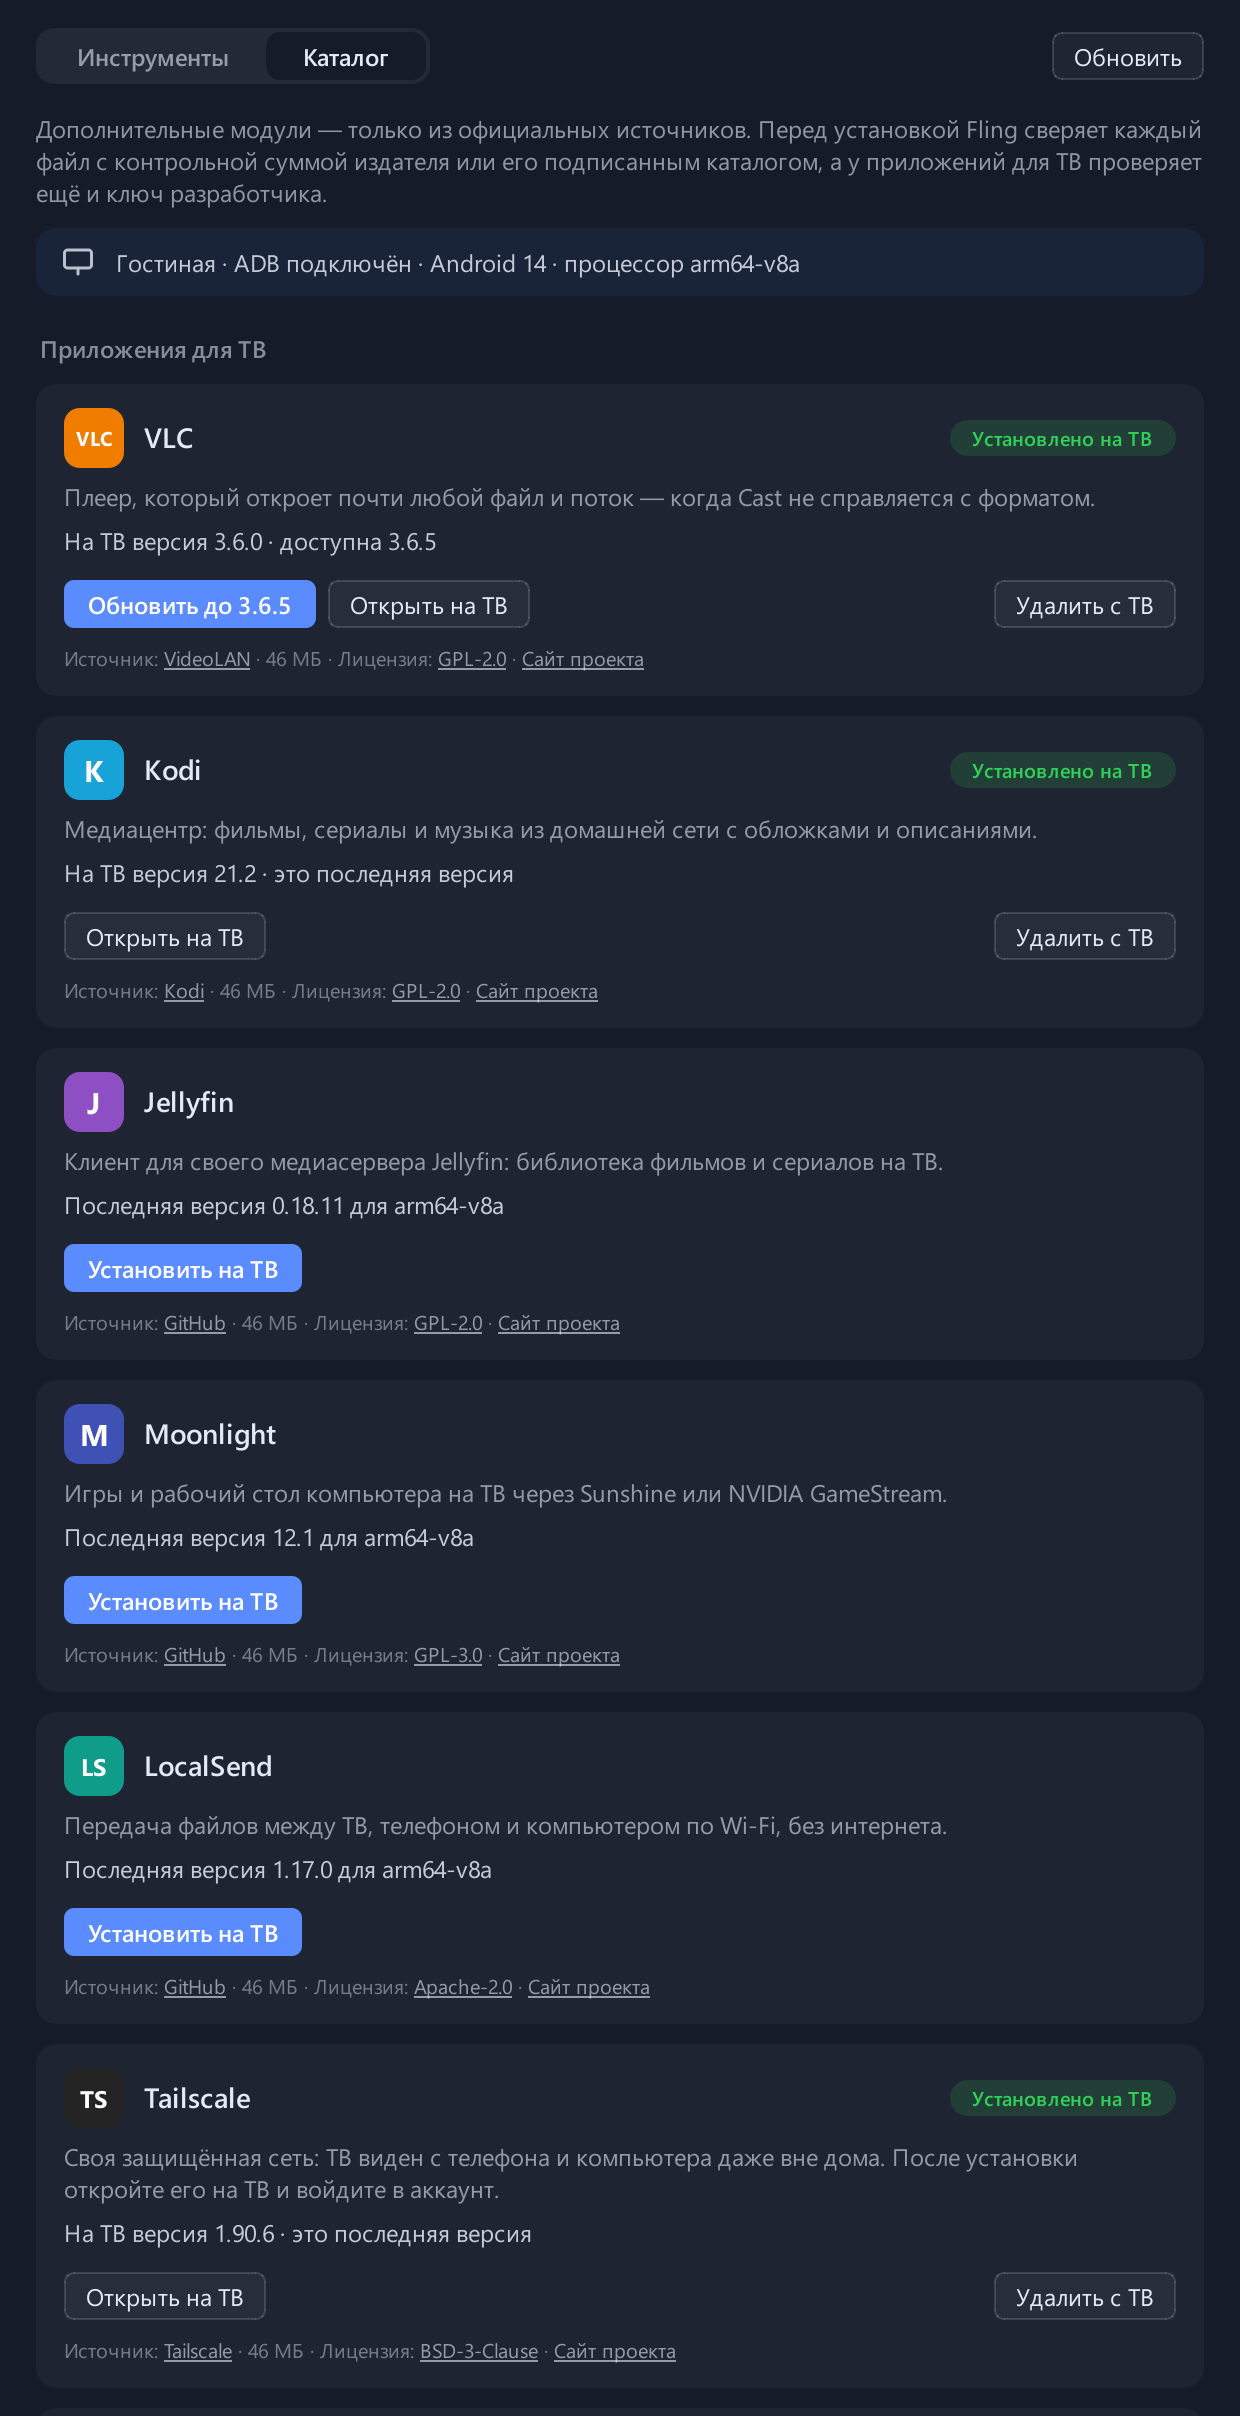 Инструменты
Каталог
Обновить
Дополнительные модули — только из официальных источников. Перед установкой Fling сверяет каждый
файл с контрольной суммой издателя или его подписанным каталогом, а у приложений для ТВ проверяет
ещё и ключ разработчика.
Гостиная · ADB подключён · Android 14 · процессор arm64-v8a
Приложения для ТВ
VLC
VLC
Установлено на ТВ
Плеер, который откроет почти любой файл и поток — когда Cast не справляется с форматом.
На ТВ версия 3.6.0 · доступна 3.6.5
Обновить до 3.6.5
Открыть на ТВ
Удалить с ТВ
Источник: VideoLAN · 46 МБ · Лицензия: GPL-2.0 · Сайт проекта
K
Kodi
Установлено на ТВ
Медиацентр: фильмы, сериалы и музыка из домашней сети с обложками и описаниями.
На ТВ версия 21.2 · это последняя версия
Открыть на ТВ
Удалить с ТВ
Источник: Kodi · 46 МБ · Лицензия: GPL-2.0 · Сайт проекта
J
Jellyfin
Клиент для своего медиасервера Jellyfin: библиотека фильмов и сериалов на ТВ.
Последняя версия 0.18.11 для arm64-v8a
Установить на ТВ
Источник: GitHub · 46 МБ · Лицензия: GPL-2.0 · Сайт проекта
M
Moonlight
Игры и рабочий стол компьютера на ТВ через Sunshine или NVIDIA GameStream.
Последняя версия 12.1 для arm64-v8a
Установить на ТВ
Источник: GitHub · 46 МБ · Лицензия: GPL-3.0 · Сайт проекта
LS
LocalSend
Передача файлов между ТВ, телефоном и компьютером по Wi-Fi, без интернета.
Последняя версия 1.17.0 для arm64-v8a
Установить на ТВ
Источник: GitHub · 46 МБ · Лицензия: Apache-2.0 · Сайт проекта
TS
Tailscale
Установлено на ТВ
Своя защищённая сеть: ТВ виден с телефона и компьютера даже вне дома. После установки
откройте его на ТВ и войдите в аккаунт.
На ТВ версия 1.90.6 · это последняя версия
Открыть на ТВ
Удалить с ТВ
Источник: Tailscale · 46 МБ · Лицензия: BSD-3-Clause · Сайт проекта